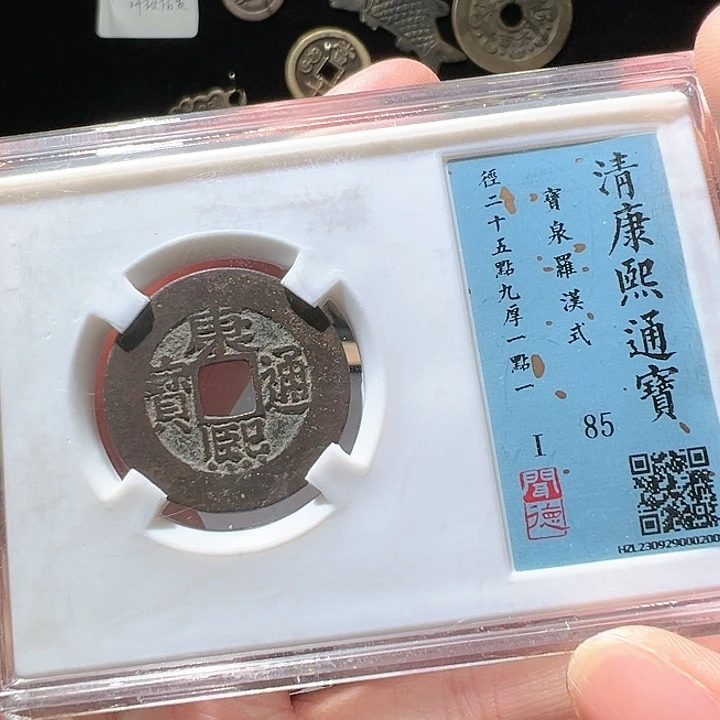 清康熙通寶
寶泉羅漢式
徑二十五點九厚一點一
85
I
聞德
HZL230929000200
康熙通寶